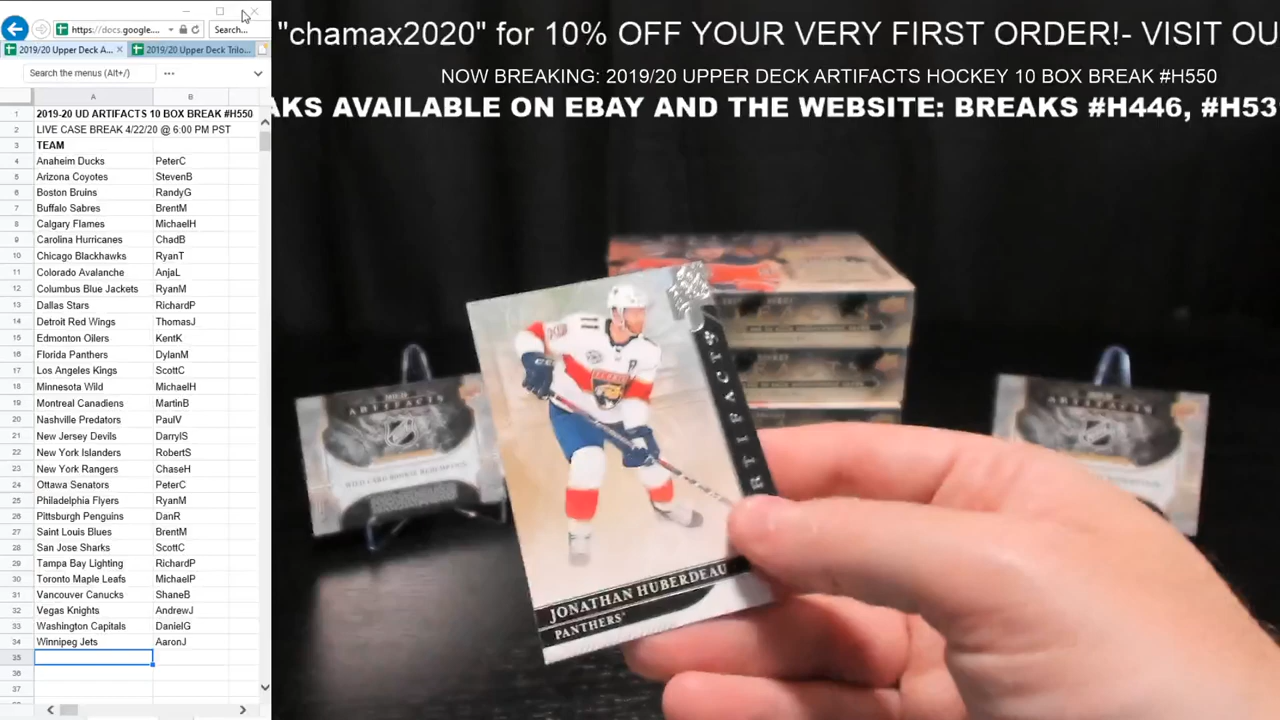 "chamax2020" for 10% OFF YOUR VERY FIRST ORDER!- VISIT OU
NOW BREAKING: 2019/20 UPPER DECK ARTIFACTS HOCKEY 10 BOX BREAK #H550
AKS AVAILABLE ON EBAY AND THE WEBSITE: BREAKS #H446, #H53
https://docs.google....
Search...
2019/20 Upper Deck A...
2019/20 Upper Deck Trilo...
Search the menus (Alt+/)
A B
1 2019-20 UD ARTIFACTS 10 BOX BREAK #H550
2 LIVE CASE BREAK 4/22/20 @ 6:00 PM PST
3 TEAM
4 Anaheim Ducks PeterC
5 Arizona Coyotes StevenB
6 Boston Bruins RandyG
7 Buffalo Sabres BrentM
8 Calgary Flames MichaelH
9 Carolina Hurricanes ChadB
10 Chicago Blackhawks RyanT
11 Colorado Avalanche AnjaL
12 Columbus Blue Jackets RyanM
13 Dallas Stars RichardP
14 Detroit Red Wings ThomasJ
15 Edmonton Oilers KentK
16 Florida Panthers DylanM
17 Los Angeles Kings ScottC
18 Minnesota Wild MichaelH
19 Montreal Canadiens MartinB
20 Nashville Predators PaulV
21 New Jersey Devils DarrylS
22 New York Islanders RobertS
23 New York Rangers ChaseH
24 Ottawa Senators PeterC
25 Philadelphia Flyers RyanM
26 Pittsburgh Penguins DanR
27 Saint Louis Blues BrentM
28 San Jose Sharks ScottC
29 Tampa Bay Lighting RichardP
30 Toronto Maple Leafs MichaelP
31 Vancouver Canucks ShaneB
32 Vegas Knights AndrewJ
33 Washington Capitals DanielG
34 Winnipeg Jets AaronJ
35
36
37
11
RTIFACTS
JONATHAN HUBERDEAU
PANTHERS
ARTIFACTS
NHL
WILD CARD ROOKIE REDEMPTION
ARTIFACTS